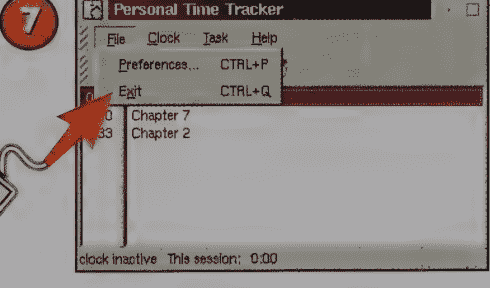 7
Personal Time Tracker
File Clock Task Help
Preferences... CTRL+P
Exit CTRL+Q
Chapter 7
33 Chapter 2
clock inactive This session: 0:00